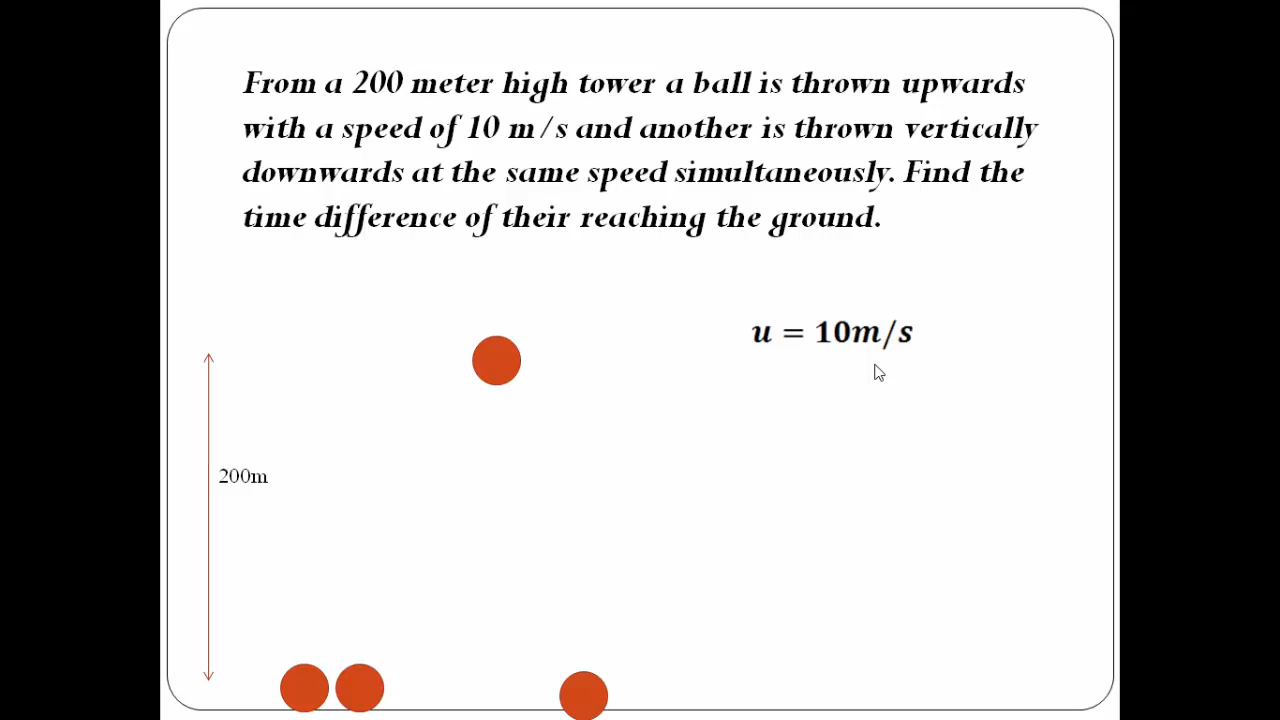 From a 200 meter high tower a ball is thrown upwards
with a speed of 10 m/s and another is thrown vertically
downwards at the same speed simultaneously. Find the
time difference of their reaching the ground.
u = 10m/s
200m